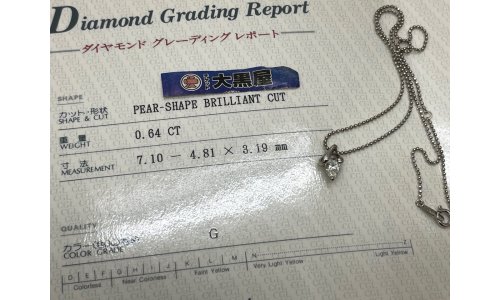 Diamond Grading Report
ダイヤモンド グレーディング レポート
大黒屋
SHAPE
カット・形状
SHAPE & CUT
PEAR-SHAPE BRILLIANT CUT
重量
WEIGHT
0.64 CT
寸法
MEASUREMENT
7.10 — 4.81 × 3.19 mm
QUALITY
COLOR GRADE
G
D E F G H I J K L M N Z
Colorless Near Colorless Faint Yellow Very Light Yellow Light Yellow